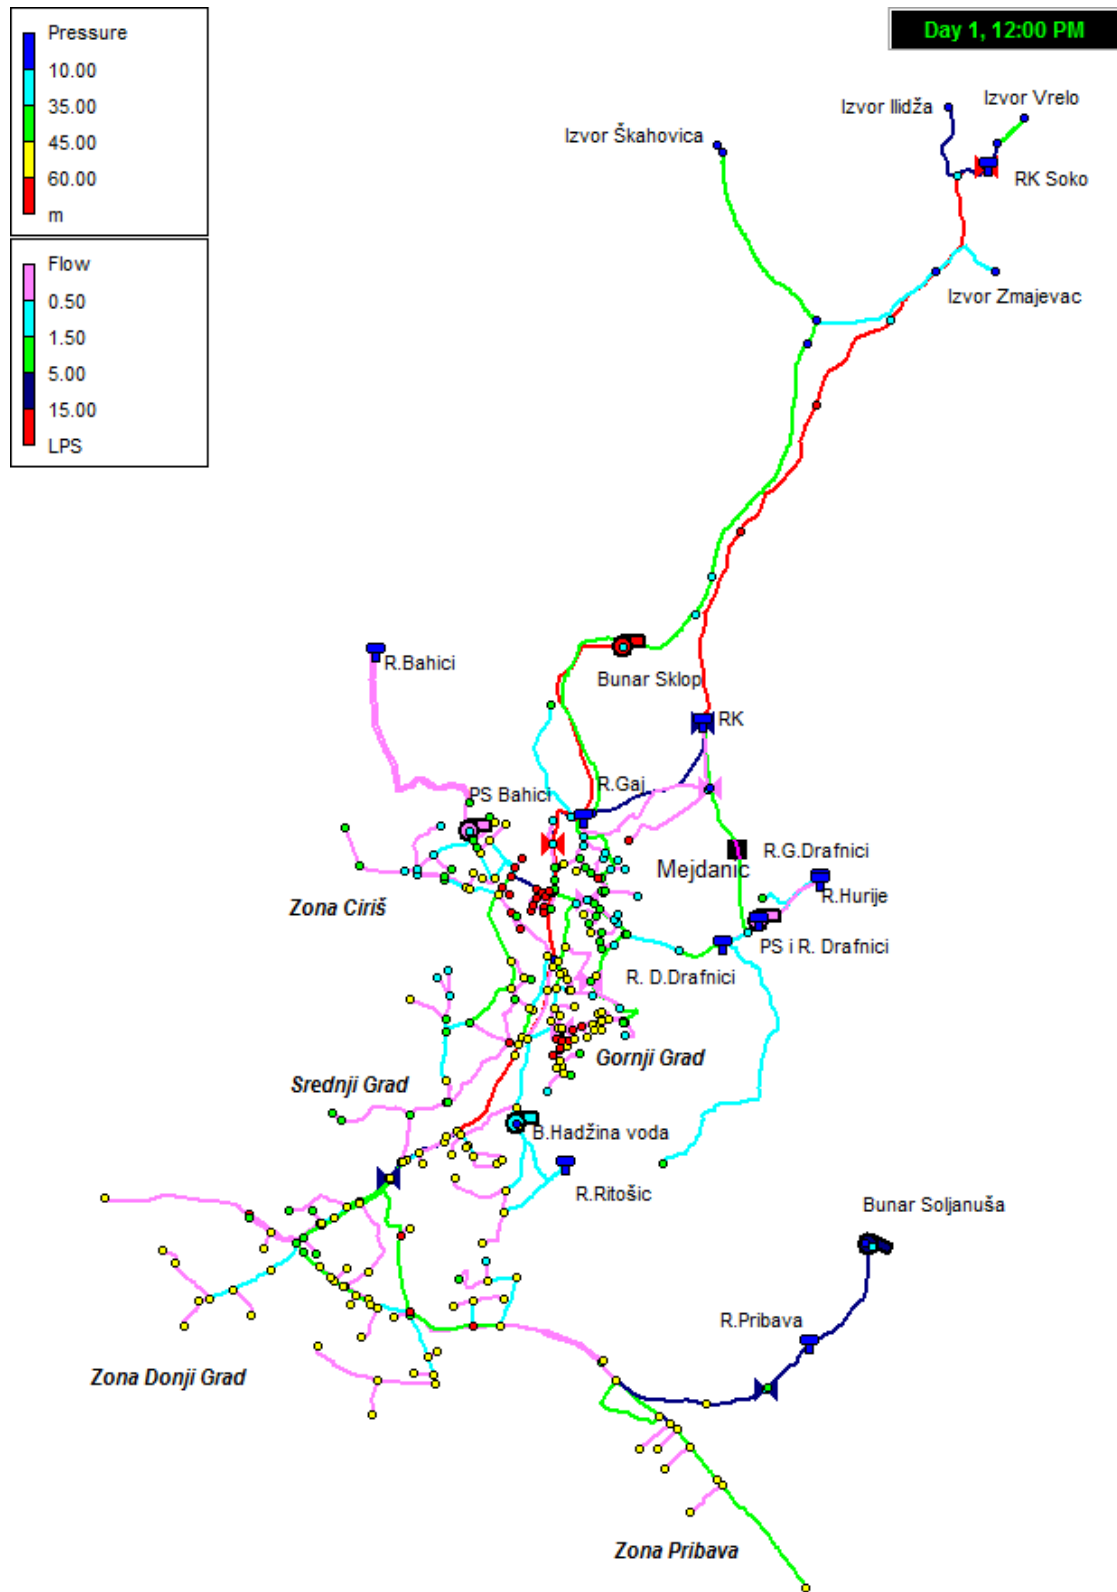 Pressure
10.00
35.00
45.00
60.00
m
Flow
0.50
1.50
5.00
15.00
LPS
Day 1, 12:00 PM
Izvor Ilidža
Izvor Vrelo
Izvor Škahovica
RK Soko
Izvor Zmajevac
R.Bahici
Bunar Sklop
RK
PS Bahici
R.Gaj
Mejdanic
R.G.Drafnici
R.Hurije
Zona Ciriš
PS i R. Drafnici
R. D.Drafnici
Gornji Grad
Srednji Grad
B.Hadžina voda
R.Ritošic
Bunar Soljanuša
R.Pribava
Zona Donji Grad
Zona Pribava